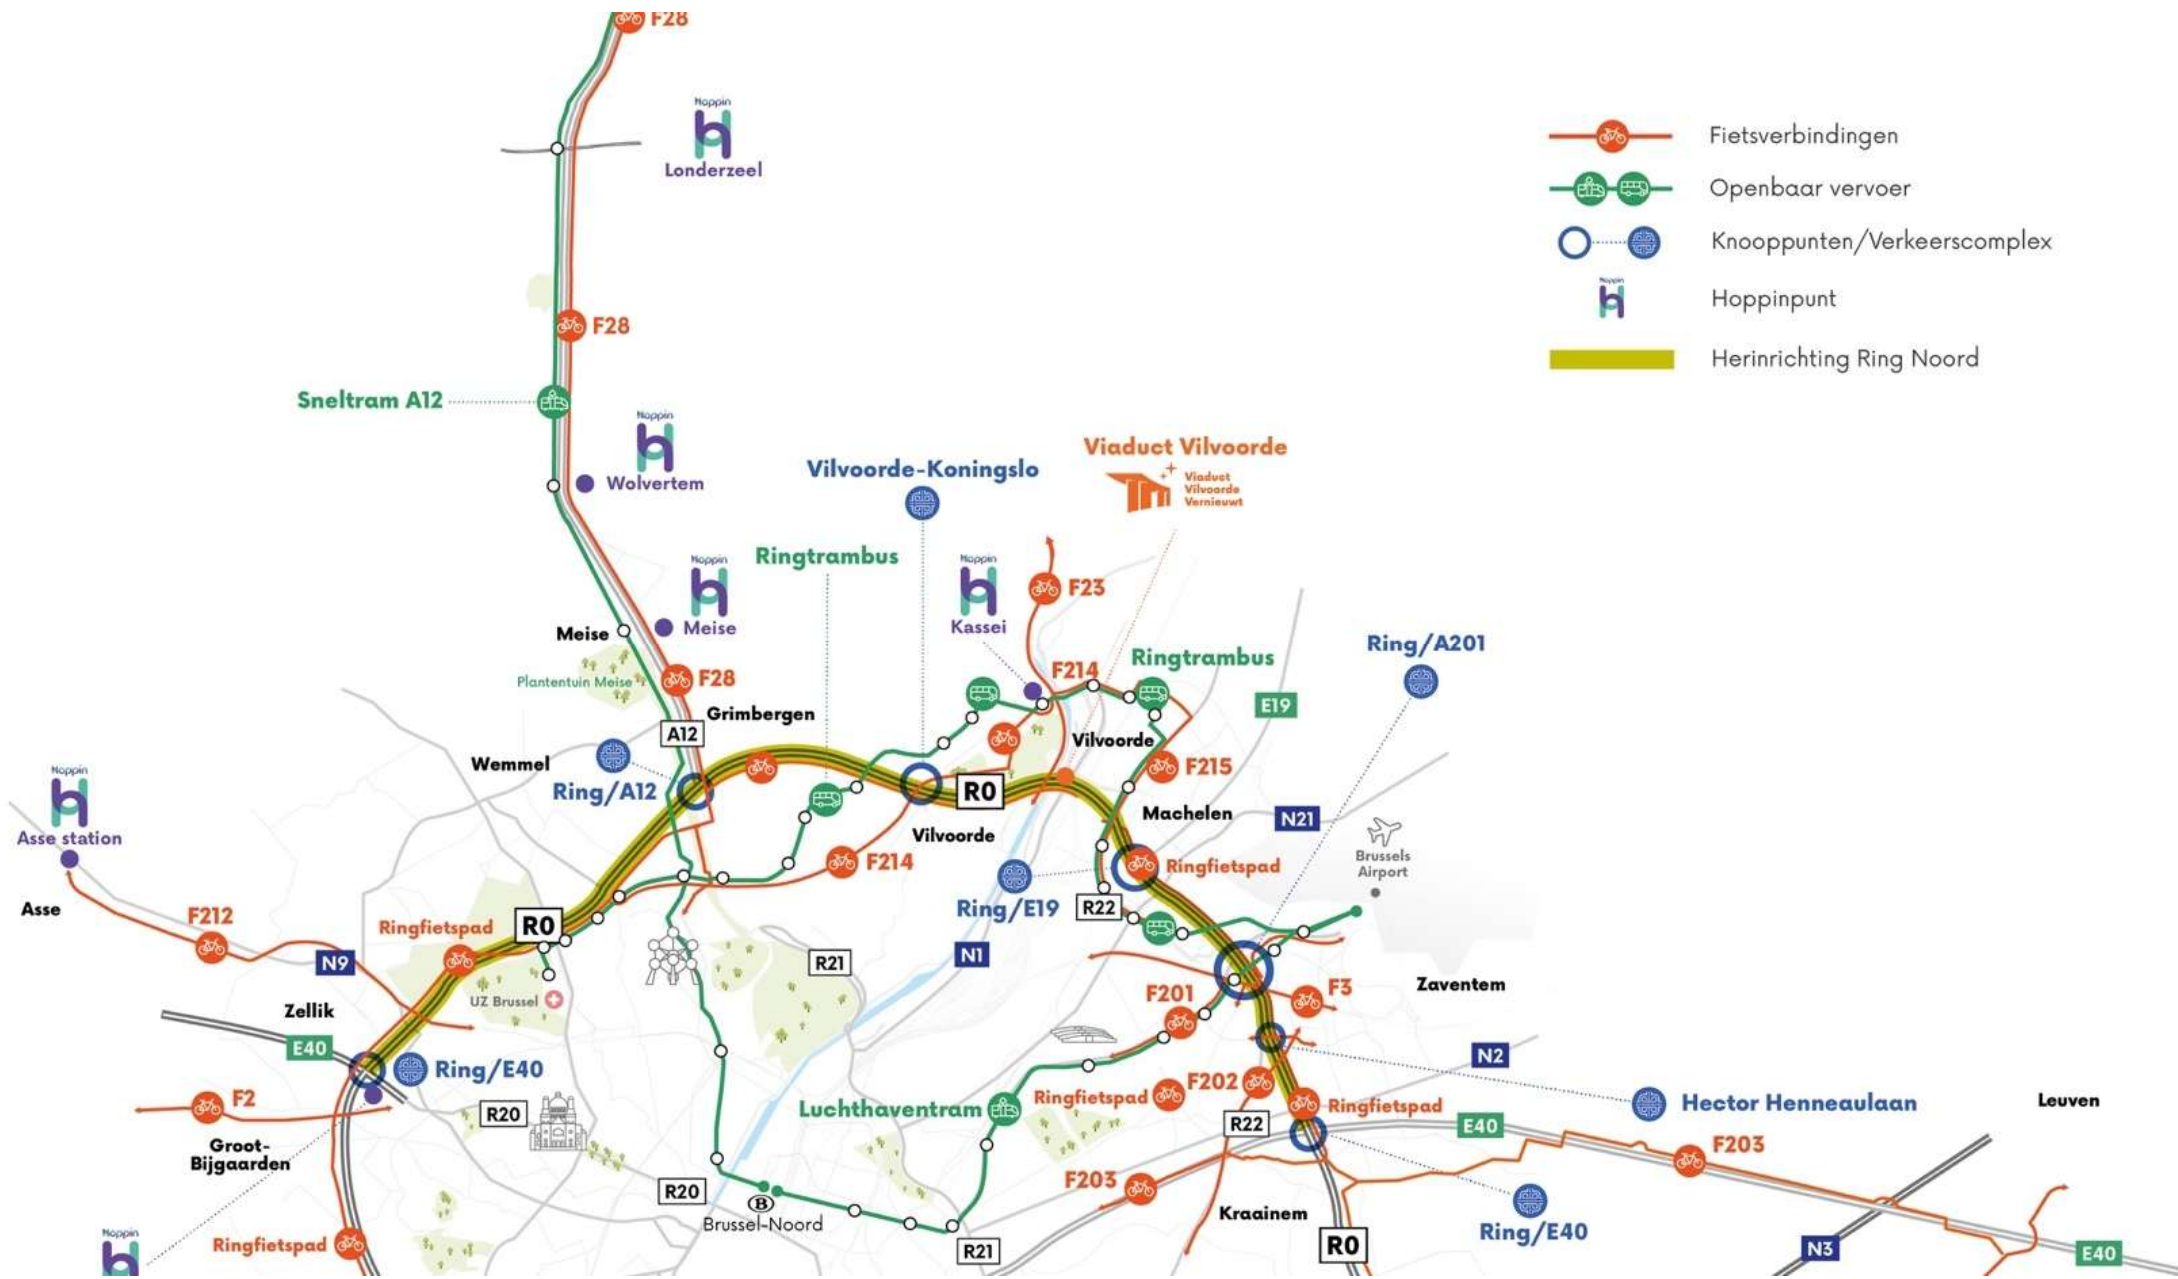 F28
Hoppin
Londerzeel
Fietsverbindingen
Openbaar vervoer
Knooppunten/Verkeerscomplex
Hoppin
Hoppinpunt
Herinrichting Ring Noord
F28
Sneltram A12
Hoppin
Wolvertem
Vilvoorde-Koningslo
Viaduct Vilvoorde
Viaduct
Vilvoorde
Vernieuwt
Ringtrambus
Hoppin
Meise
Meise
Hoppin
Kassei
F23
Plantentuin Meise
F28
F214
Ringtrambus
Ring/A201
E19
Grimbergen
A12
Wemmel
Ring/A12
R0
Vilvoorde
F215
Vilvoorde
Machelen
N21
Brussels
Airport
Hoppin
Asse station
Asse
F212
N9
Ringfietspad
R0
F214
Ringfietspad
Ring/E19
R22
N1
R21
UZ Brussel
Zellik
E40
Ring/E40
F2
Groot-
Bijgaarden
R20
F201
F3
Zaventem
N2
Ringfietspad
F202
Luchthaventram
Hector Henneaulaan
Ringfietspad
R22
E40
Leuven
F203
F203
R20
B
Brussel-Noord
R21
Kraainem
R0
Ring/E40
N3
E40
Hoppin
Ringfietspad